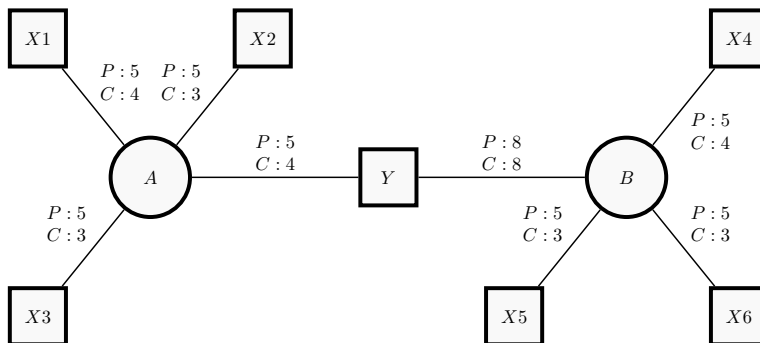 X1
X2
X4
P : 5
C : 4
P : 5
C : 3
P : 5
C : 4
P : 5
C : 4
P : 8
C : 8
A
Y
B
P : 5
C : 3
P : 5
C : 3
P : 5
C : 3
X3
X5
X6